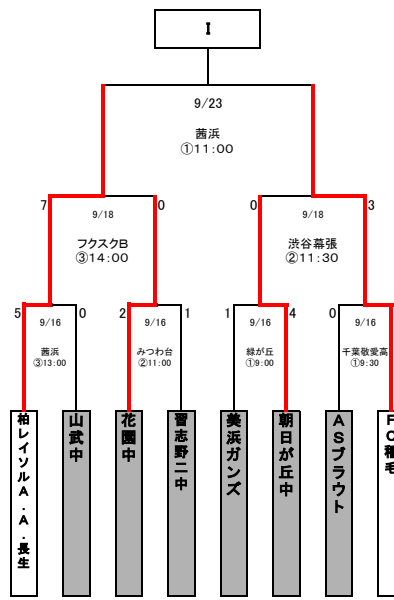 I
9/23
茜浜
①11:00
7
0
0
3
9/18
9/18
フクスクB
③14:00
渋谷幕張
②11:30
5
0
2
1
1
4
0
9/16
9/16
9/16
9/16
茜浜
③13:00
みつわ台
②11:00
緑が丘
①9:00
千葉敬愛高
①9:30
柏レイソルA.A.長生
山武中
花園中
習志野二中
美浜ガンズ
朝日が丘中
ASブラウト
FC稲毛